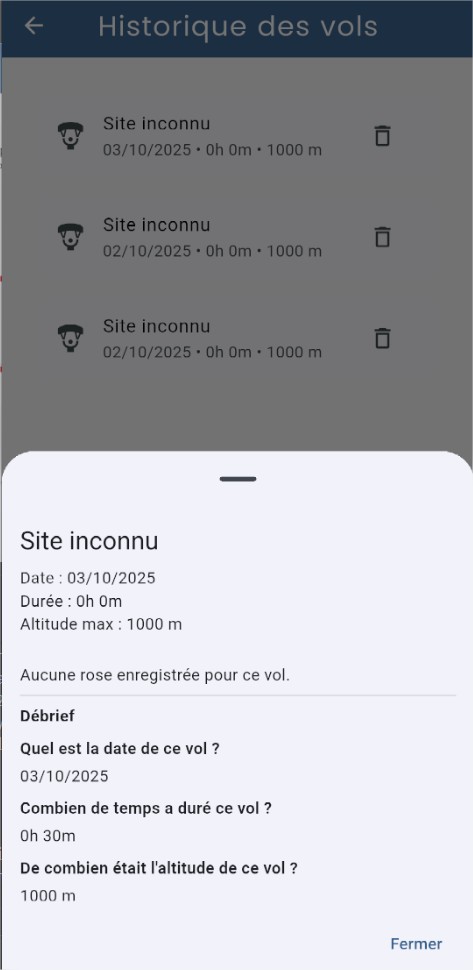 Historique des vols
Site inconnu
03/10/2025 • 0h 0m • 1000 m
Site inconnu
02/10/2025 • 0h 0m • 1000 m
Site inconnu
02/10/2025 • 0h 0m • 1000 m
Site inconnu
Date : 03/10/2025
Durée : 0h 0m
Altitude max : 1000 m
Aucune rose enregistrée pour ce vol.
Débrief
Quel est la date de ce vol ?
03/10/2025
Combien de temps a duré ce vol ?
0h 30m
De combien était l'altitude de ce vol ?
1000 m
Fermer